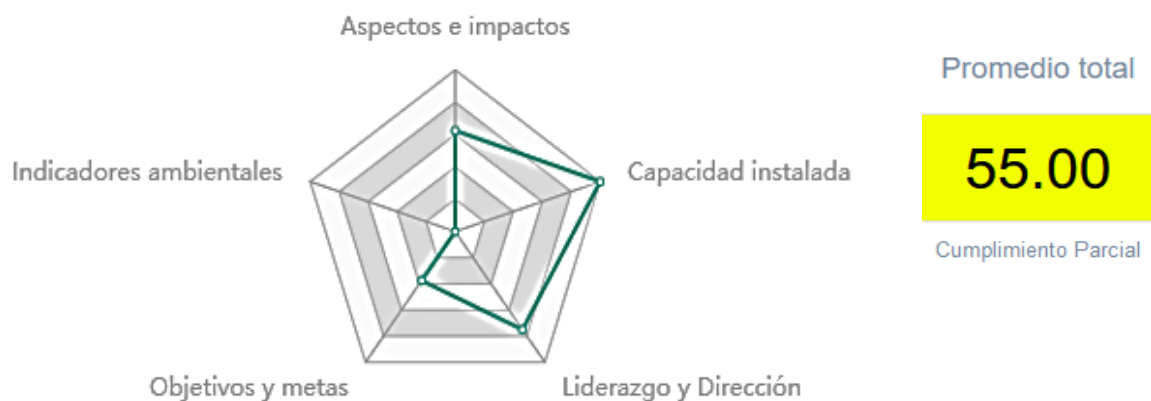 Aspectos e impactos
Capacidad instalada
Liderazgo y Dirección
Objetivos y metas
Indicadores ambientales
Promedio total
55.00
Cumplimiento Parcial